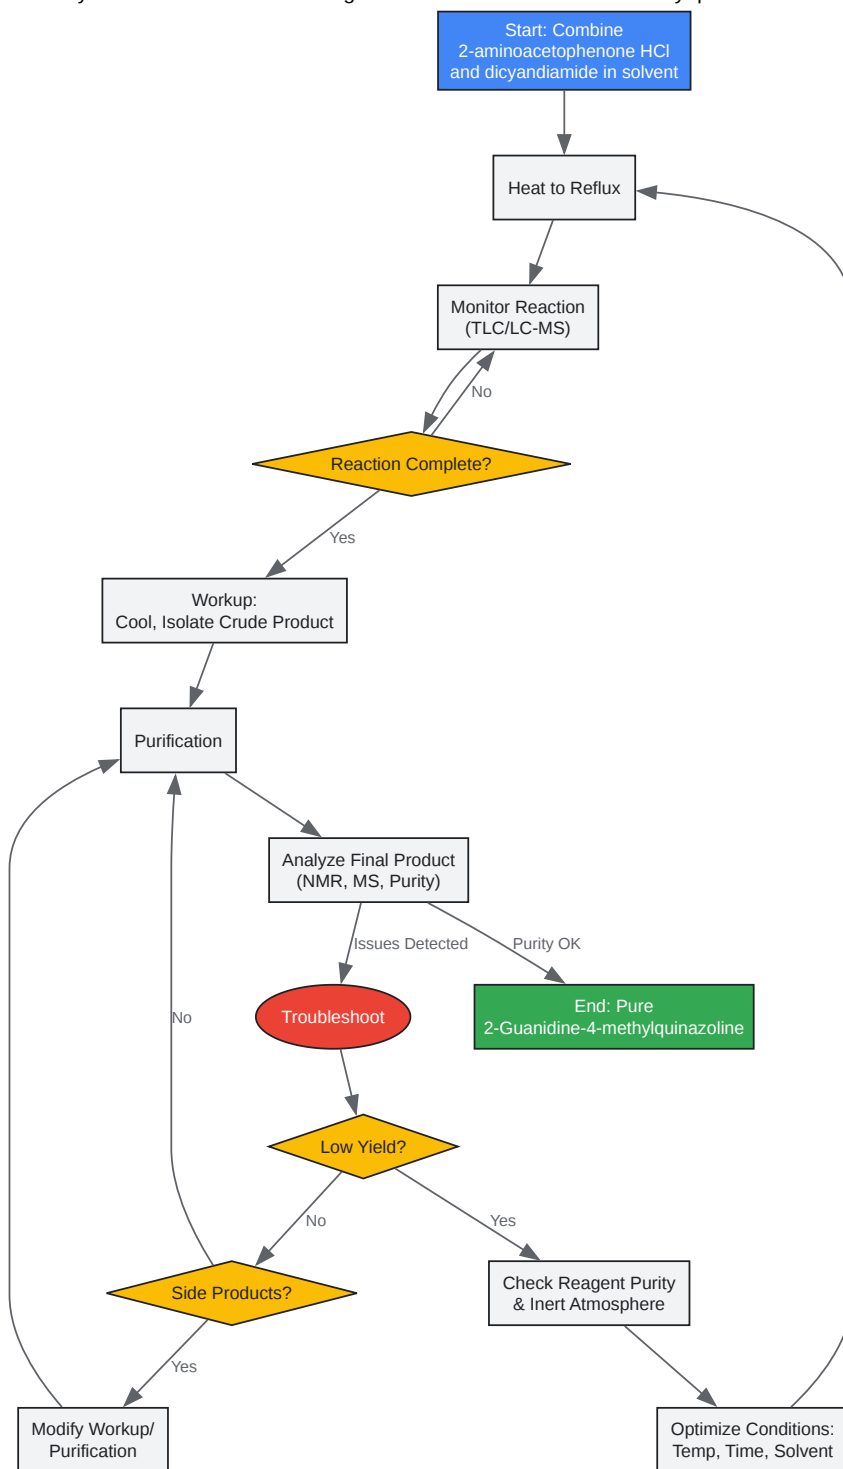 Start: Combine
2-aminoacetophenone HCl
and dicyandiamide in solvent
Heat to Reflux
Monitor Reaction
(TLC/LC-MS)
No
Reaction Complete?
Yes
Workup:
Cool, Isolate Crude Product
Purification
Analyze Final Product
(NMR, MS, Purity)
Issues Detected
Purity OK
Troubleshoot
End: Pure
2-Guanidine-4-methylquinazoline
No
Low Yield?
No
Yes
Side Products?
Check Reagent Purity
& Inert Atmosphere
Yes
Modify Workup/
Purification
Optimize Conditions:
Temp, Time, Solvent